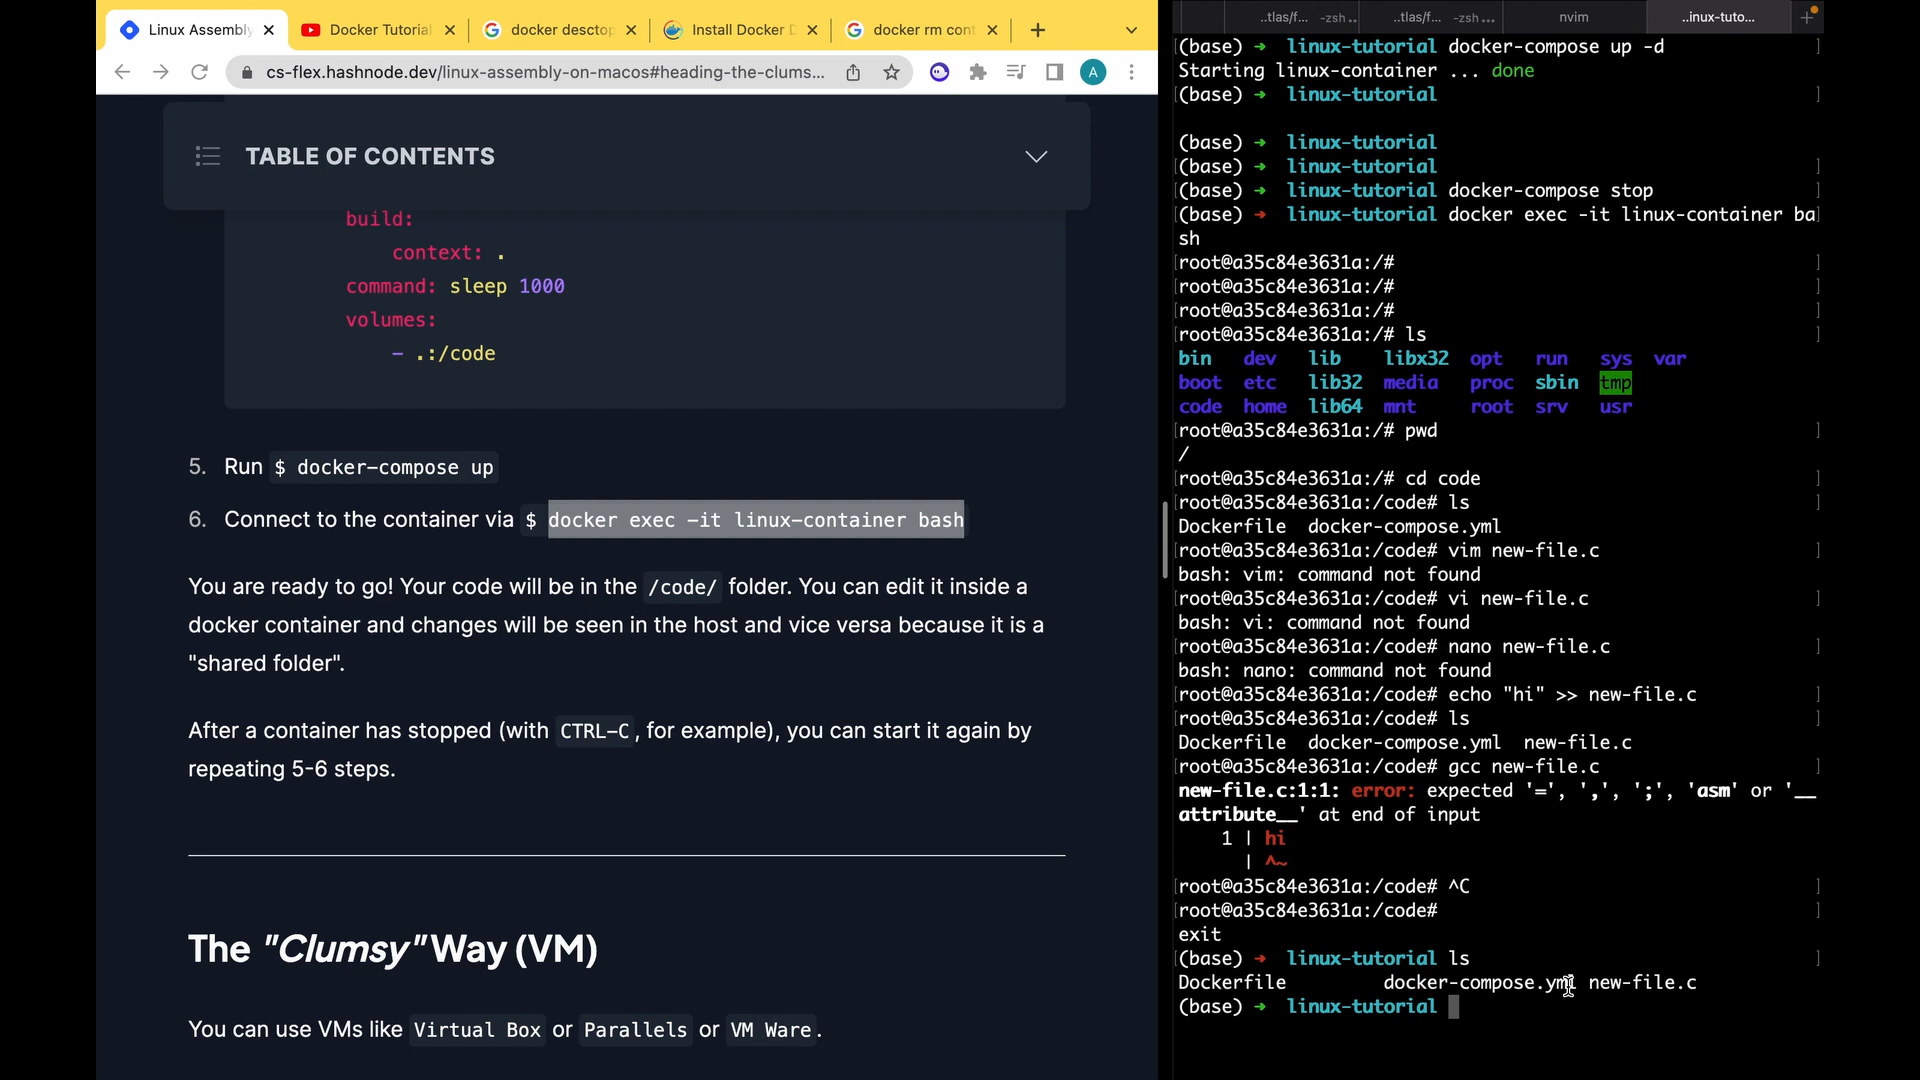 Linux Assembly
Docker Tutorial
docker desctop
Install Docker D
docker rm cont
cs-flex.hashnode.dev/linux-assembly-on-macos#heading-the-clums...
A
TABLE OF CONTENTS
build:
context: .
command: sleep 1000
volumes:
- .:/code
5. Run $ docker-compose up
6. Connect to the container via $ docker exec -it linux-container bash
You are ready to go! Your code will be in the /code/ folder. You can edit it inside a
docker container and changes will be seen in the host and vice versa because it is a
"shared folder".
After a container has stopped (with CTRL-C, for example), you can start it again by
repeating 5-6 steps.
The "Clumsy" Way (VM)
You can use VMs like Virtual Box or Parallels or VM Ware.
..tlas/f... -zsh ..
..tlas/f... -zsh ...
nvim
..inux-tuto...
(base) → linux-tutorial docker-compose up -d
Starting linux-container ... done
(base) → linux-tutorial
(base) → linux-tutorial
(base) → linux-tutorial
(base) → linux-tutorial docker-compose stop
(base) → linux-tutorial docker exec -it linux-container ba
sh
root@a35c84e3631a:/#
root@a35c84e3631a:/#
root@a35c84e3631a:/#
root@a35c84e3631a:/# ls
bin dev lib libx32 opt run sys var
boot etc lib32 media proc sbin tmp
code home lib64 mnt root srv usr
root@a35c84e3631a:/# pwd
/
root@a35c84e3631a:/# cd code
root@a35c84e3631a:/code# ls
Dockerfile docker-compose.yml
root@a35c84e3631a:/code# vim new-file.c
bash: vim: command not found
root@a35c84e3631a:/code# vi new-file.c
bash: vi: command not found
root@a35c84e3631a:/code# nano new-file.c
bash: nano: command not found
root@a35c84e3631a:/code# echo "hi" >> new-file.c
root@a35c84e3631a:/code# ls
Dockerfile docker-compose.yml new-file.c
root@a35c84e3631a:/code# gcc new-file.c
new-file.c:1:1: error: expected '=', ',', ';', 'asm' or '__
attribute__' at end of input
1 | hi
| ^~
root@a35c84e3631a:/code# ^C
root@a35c84e3631a:/code#
exit
(base) → linux-tutorial ls
Dockerfile docker-compose.yml new-file.c
(base) → linux-tutorial